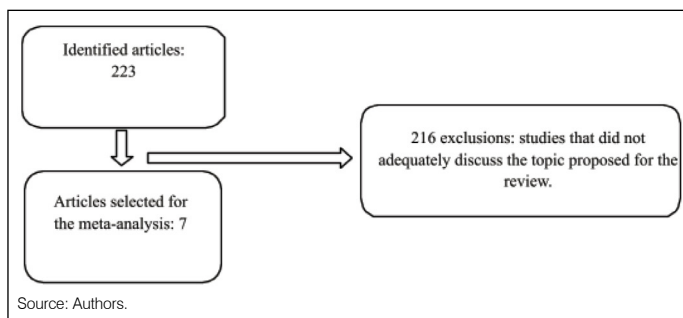 Identified articles:
223
216 exclusions: studies that did not
adequately discuss the topic proposed for the
review.
Articles selected for
the meta-analysis: 7
Source: Authors.